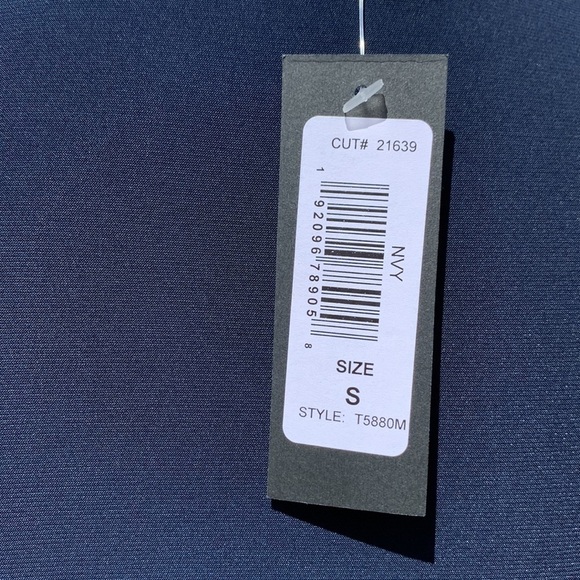 CUT# 21639
1 92096 78905 8
NVY
SIZE
S
STYLE: T5880M